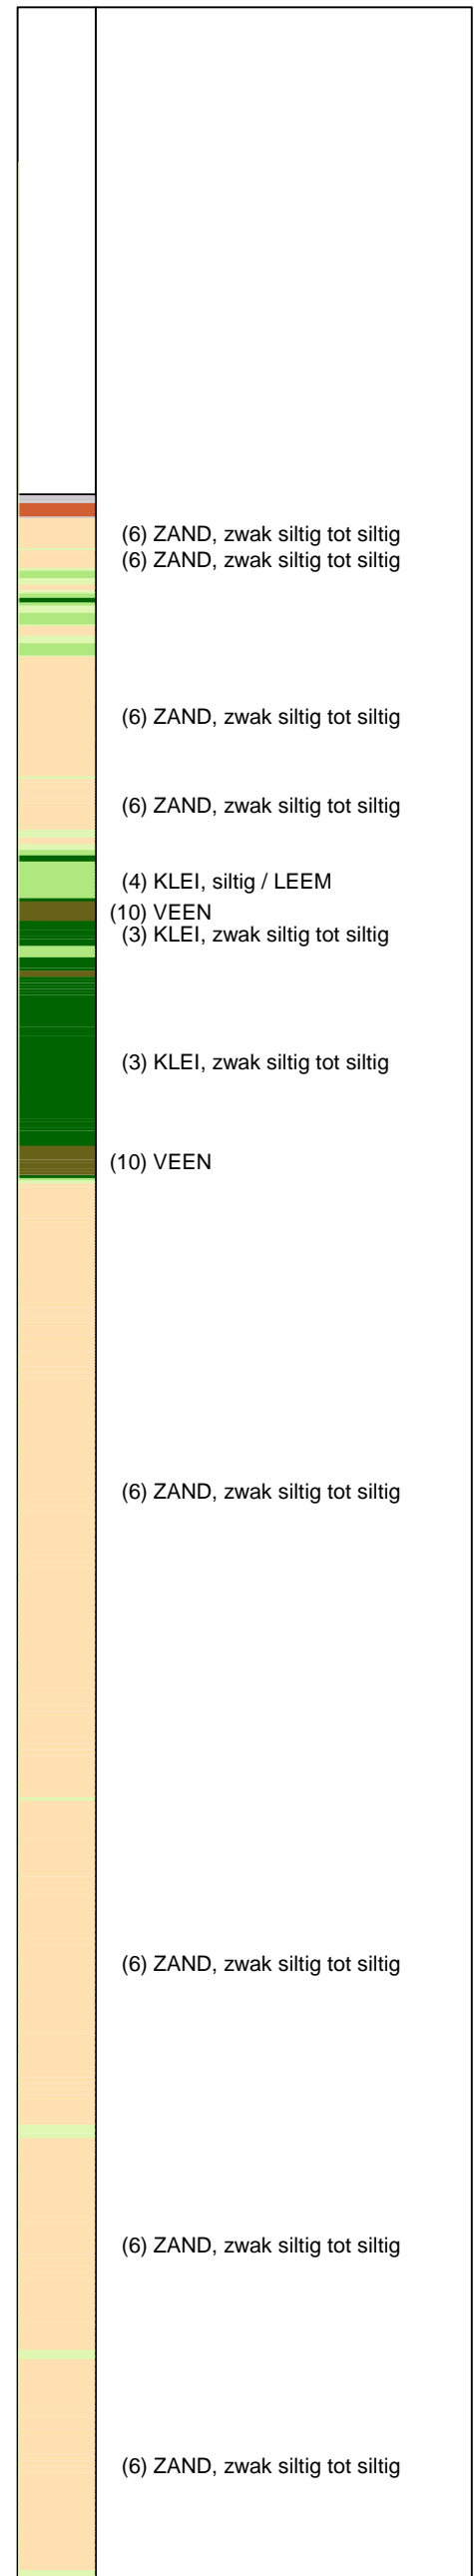 (6) ZAND, zwak siltig tot siltig
(6) ZAND, zwak siltig tot siltig
(6) ZAND, zwak siltig tot siltig
(6) ZAND, zwak siltig tot siltig
(4) KLEI, siltig / LEEM
(10) VEEN
(3) KLEI, zwak siltig tot siltig
(3) KLEI, zwak siltig tot siltig
(10) VEEN
(6) ZAND, zwak siltig tot siltig
(6) ZAND, zwak siltig tot siltig
(6) ZAND, zwak siltig tot siltig
(6) ZAND, zwak siltig tot siltig